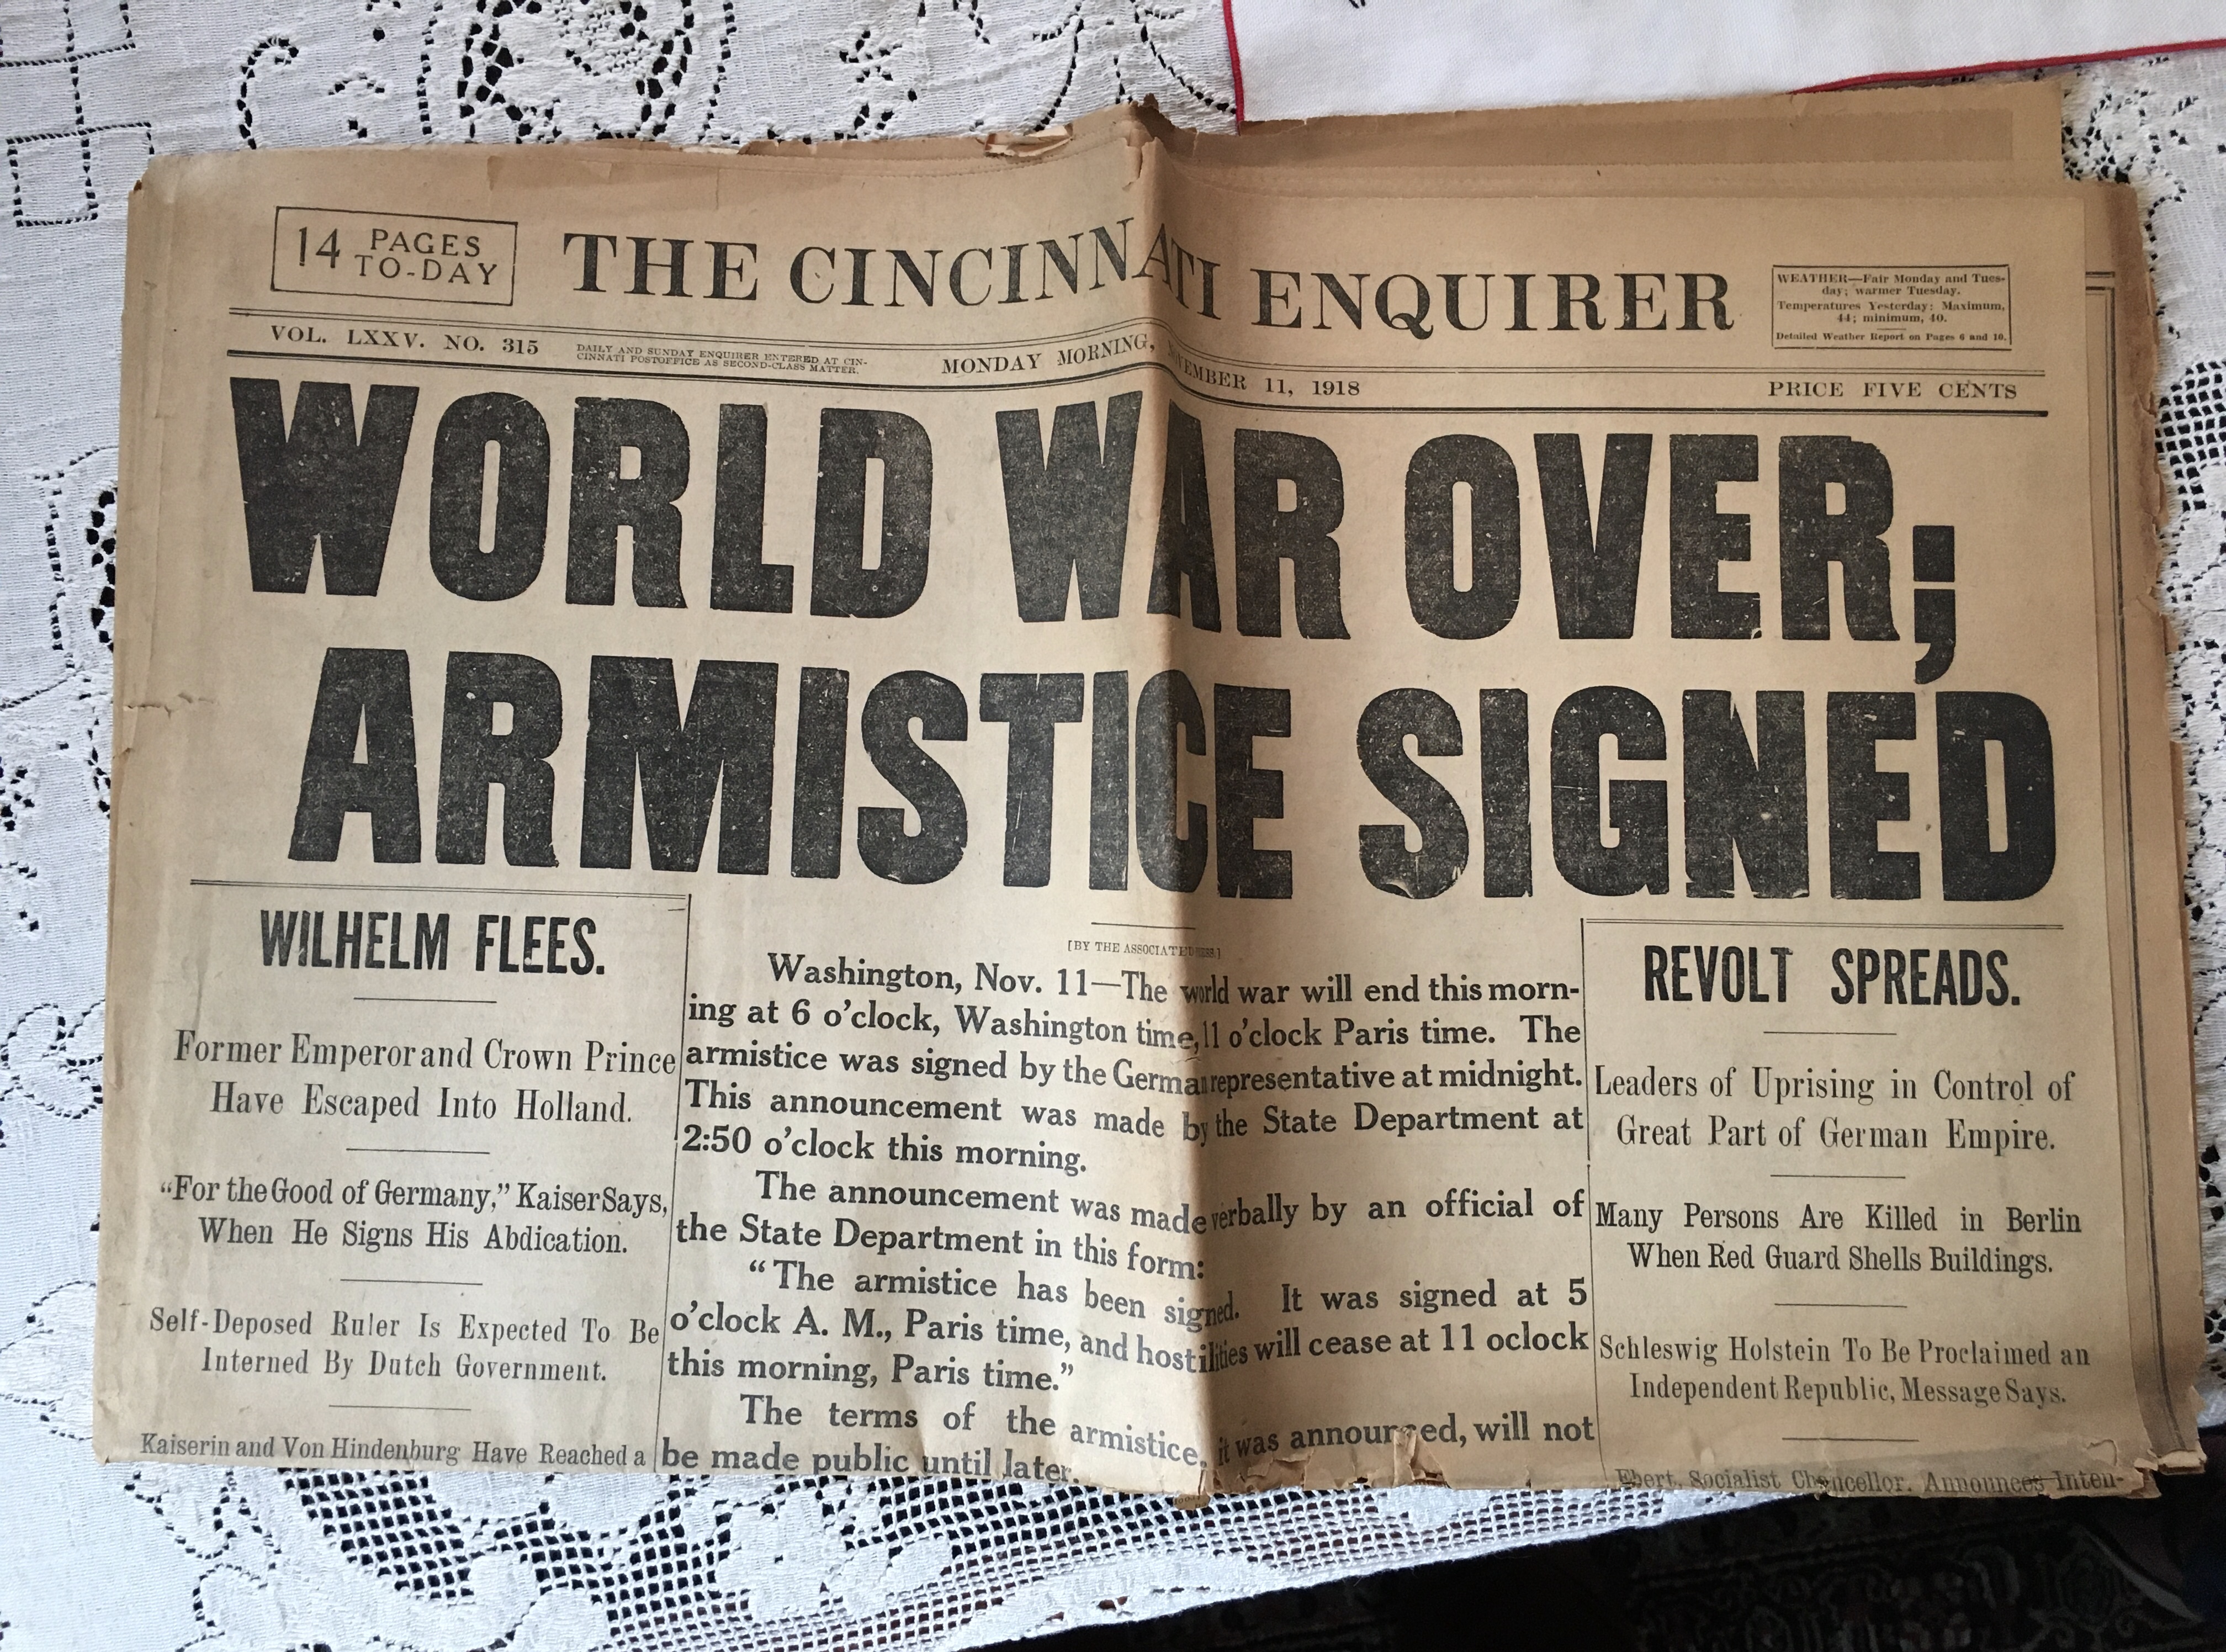 14 PAGES
TO-DAY
THE CINCINNATI ENQUIRER
WEATHER—Fair Monday and Tues-
day; warmer Tuesday.
Temperatures Yesterday: Maximum,
44; minimum, 40.
Detailed Weather Report on Pages 6 and 10.
VOL. LXXV. NO. 315
DAILY AND SUNDAY ENQUIRER ENTERED AT CIN-
CINNATI POSTOFFICE AS SECOND-CLASS MATTER.
MONDAY MORNING, NOVEMBER 11, 1918
PRICE FIVE CENTS
WORLD WAR OVER;
ARMISTICE SIGNED
WILHELM FLEES.
Former Emperor and Crown Prince
Have Escaped Into Holland.
“For the Good of Germany,” Kaiser Says,
When He Signs His Abdication.
Self-Deposed Ruler Is Expected To Be
Interned By Dutch Government.
Kaiserin and Von Hindenburg Have Reached a
[BY THE ASSOCIATED PRESS.]
Washington, Nov. 11—The world war will end this morn-
ing at 6 o’clock, Washington time, 11 o’clock Paris time. The
armistice was signed by the German representative at midnight.
This announcement was made by the State Department at
2:50 o’clock this morning.
The announcement was made verbally by an official of
the State Department in this form:
“The armistice has been signed. It was signed at 5
o’clock A. M., Paris time, and hostilities will cease at 11 oclock
this morning, Paris time.”
The terms of the armistice, it was announced, will not
be made public until later.
REVOLT SPREADS.
Leaders of Uprising in Control of
Great Part of German Empire.
Many Persons Are Killed in Berlin
When Red Guard Shells Buildings.
Schleswig Holstein To Be Proclaimed an
Independent Republic, Message Says.
Ebert, Socialist Chancellor, Announces Inten-